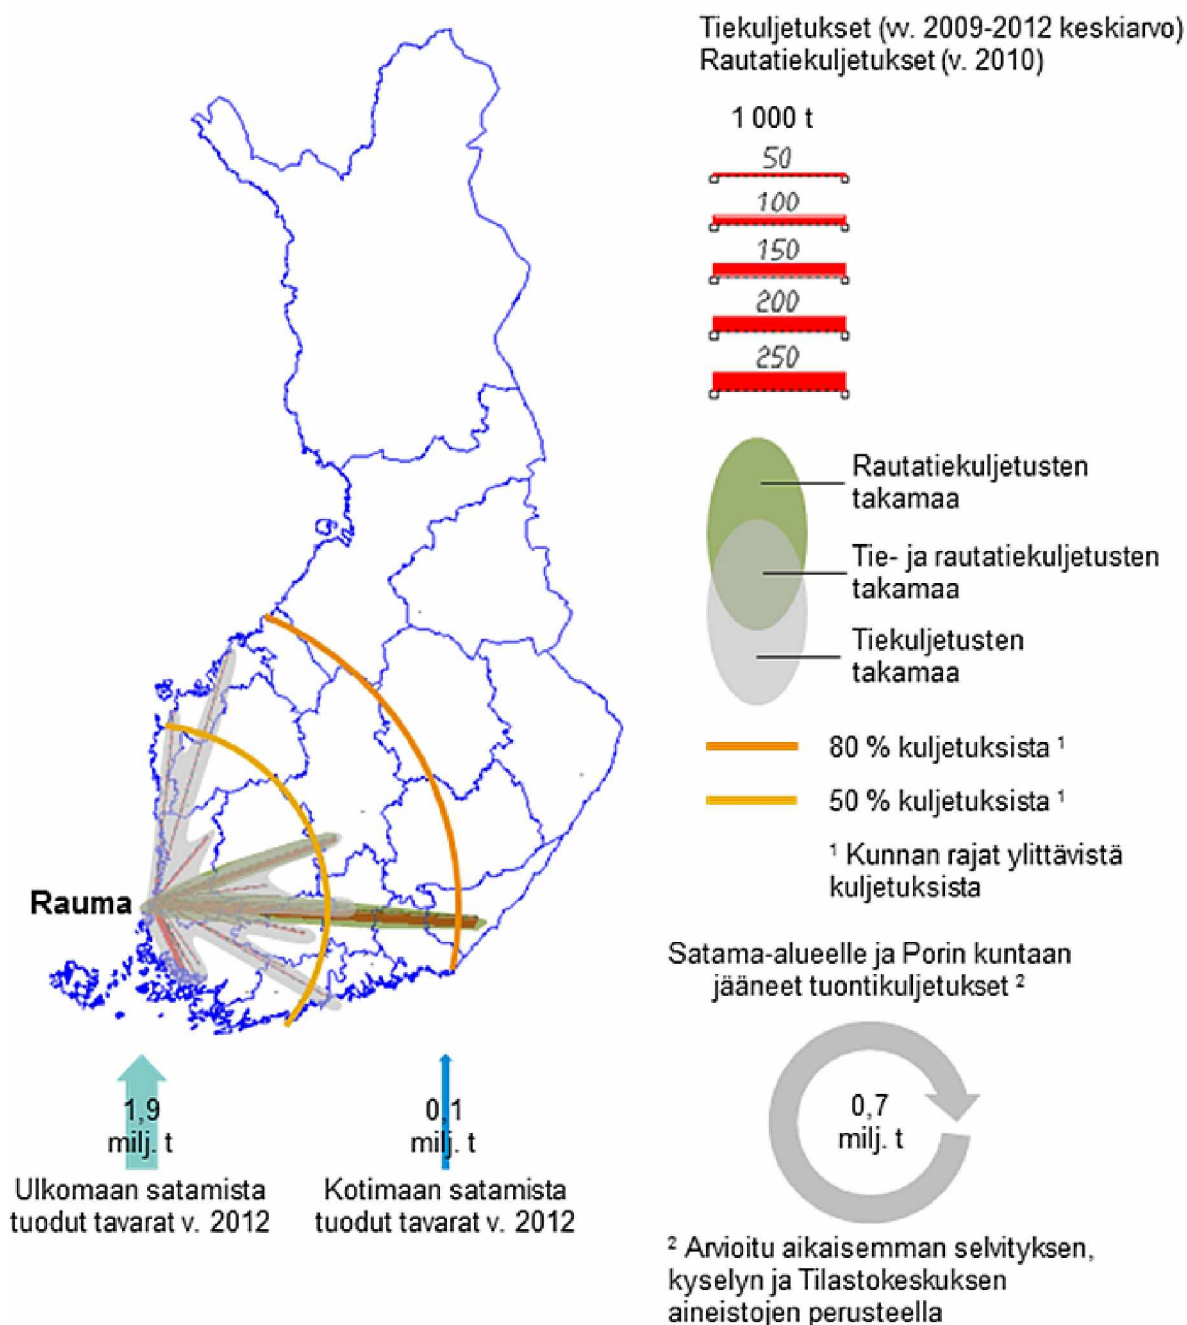 Tiekuljetukset (vv. 2009-2012 keskiarvo)
Rautatiekuljetukset (v. 2010)
1 000 t
50
100
150
200
250
Rautatiekuljetusten
takamaa
Tie- ja rautatiekuljetusten
takamaa
Tiekuljetusten
takamaa
80 % kuljetuksista ¹
50 % kuljetuksista ¹
¹ Kunnan rajat ylittävistä
kuljetuksista
Rauma
Satama-alueelle ja Porin kuntaan
jääneet tuontikuljetukset ²
0,7
milj. t
1,9
milj. t
Ulkomaan satamista
tuodut tavarat v. 2012
0,1
milj. t
Kotimaan satamista
tuodut tavarat v. 2012
² Arvioitu aikaisemman selvityksen,
kyselyn ja Tilastokeskuksen
aineistojen perusteella